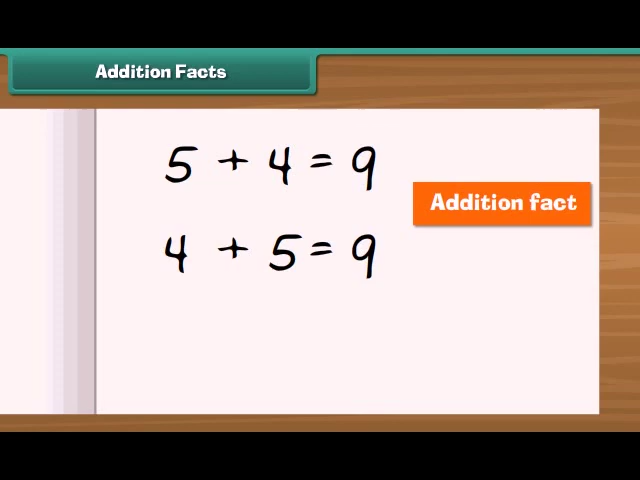 Addition Facts
5 + 4 = 9
Addition fact
4 + 5 = 9